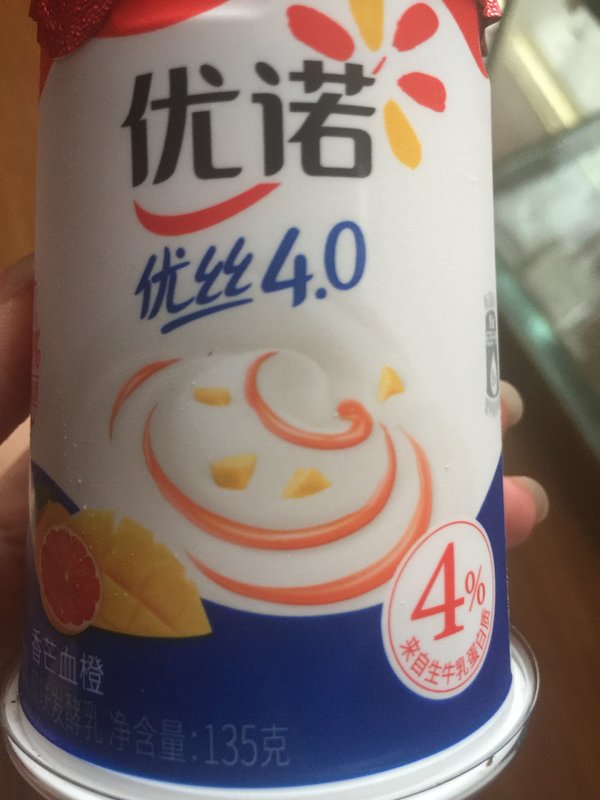 优诺
优丝4.0
4%
来自生牛乳蛋白质
香芒血橙
发酵乳 净含量:135克